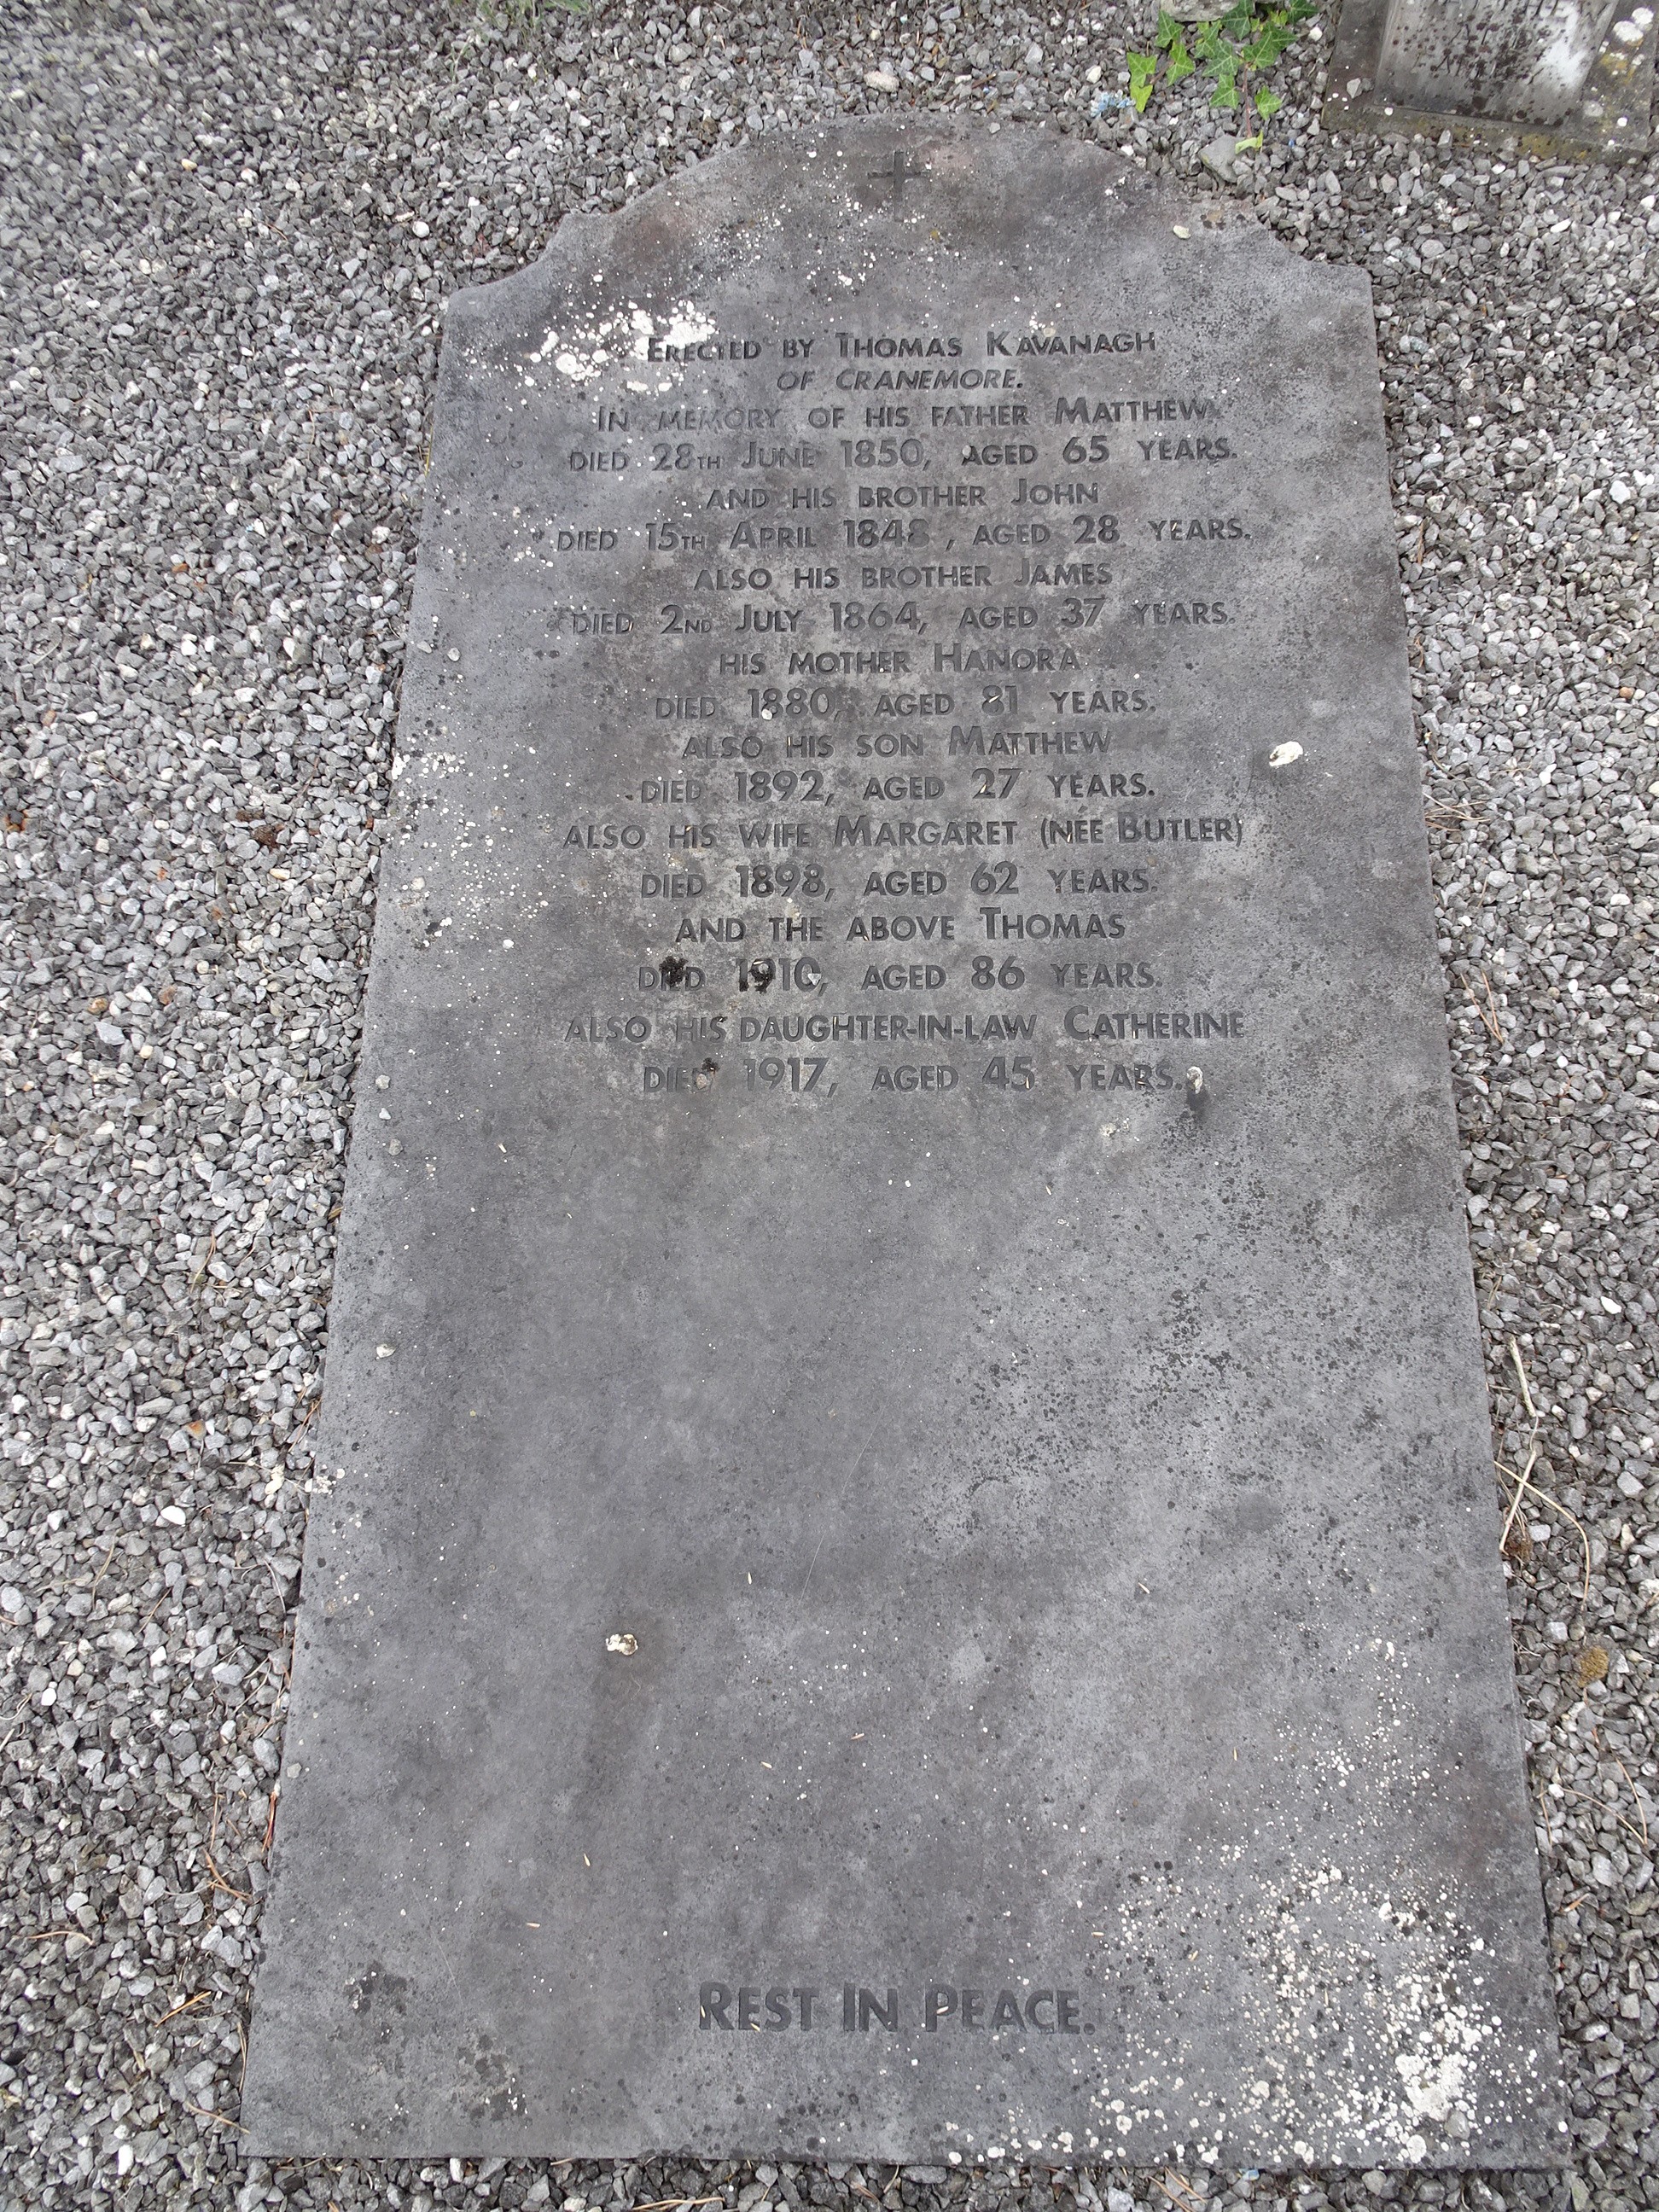 Erected by Thomas Kavanagh
of Cranemore.
In memory of his father Matthew
died 28th June 1850, aged 65 years.
and his brother John
died 15th April 1848, aged 28 years.
also his brother James
died 2nd July 1864, aged 37 years.
his mother Hanora
died 1880, aged 81 years.
also his son Matthew
died 1892, aged 27 years.
also his wife Margaret (née Butler)
died 1898, aged 62 years.
and the above Thomas
died 1910, aged 86 years.
also his daughter-in-law Catherine
died 1917, aged 45 years.
Rest in Peace.